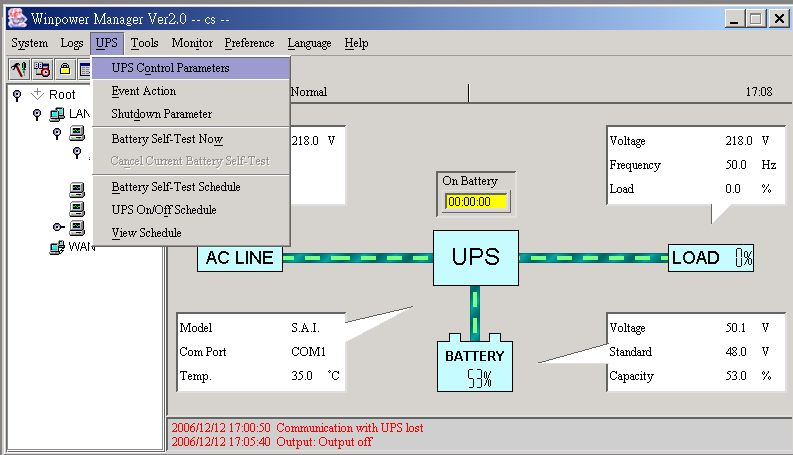 Winpower Manager Ver2.0 -- cs --
System Logs UPS Tools Monitor Preference Language Help
UPS Control Parameters
Event Action
Shutdown Parameter
Battery Self-Test Now
Cancel Current Battery Self-Test
Battery Self-Test Schedule
UPS On/Off Schedule
View Schedule
Root
LAN
WAN
Normal 17:08
218.0 V
Voltage 218.0 V
Frequency 50.0 Hz
Load 0.0 %
On Battery
00:00:00
AC LINE
UPS
LOAD 0%
Model S.A.I.
Com Port COM1
Temp. 35.0 °C
BATTERY
53%
Voltage 50.1 V
Standard 48.0 V
Capacity 53.0 %
2006/12/12 17:00:50 Communication with UPS lost
2006/12/12 17:05:40 Output: Output off